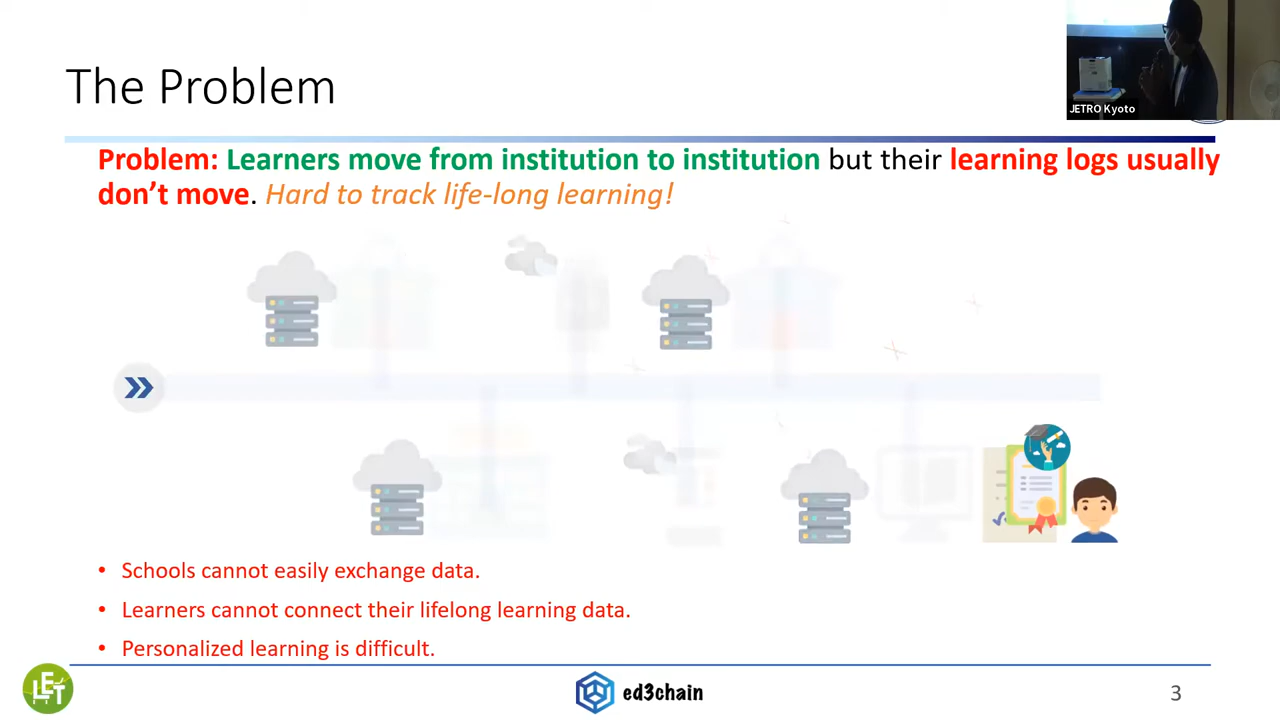 JETRO Kyoto
The Problem
Problem: Learners move from institution to institution but their learning logs usually
don’t move. Hard to track life-long learning!
• Schools cannot easily exchange data.
• Learners cannot connect their lifelong learning data.
• Personalized learning is difficult.
LET
ed3chain
3